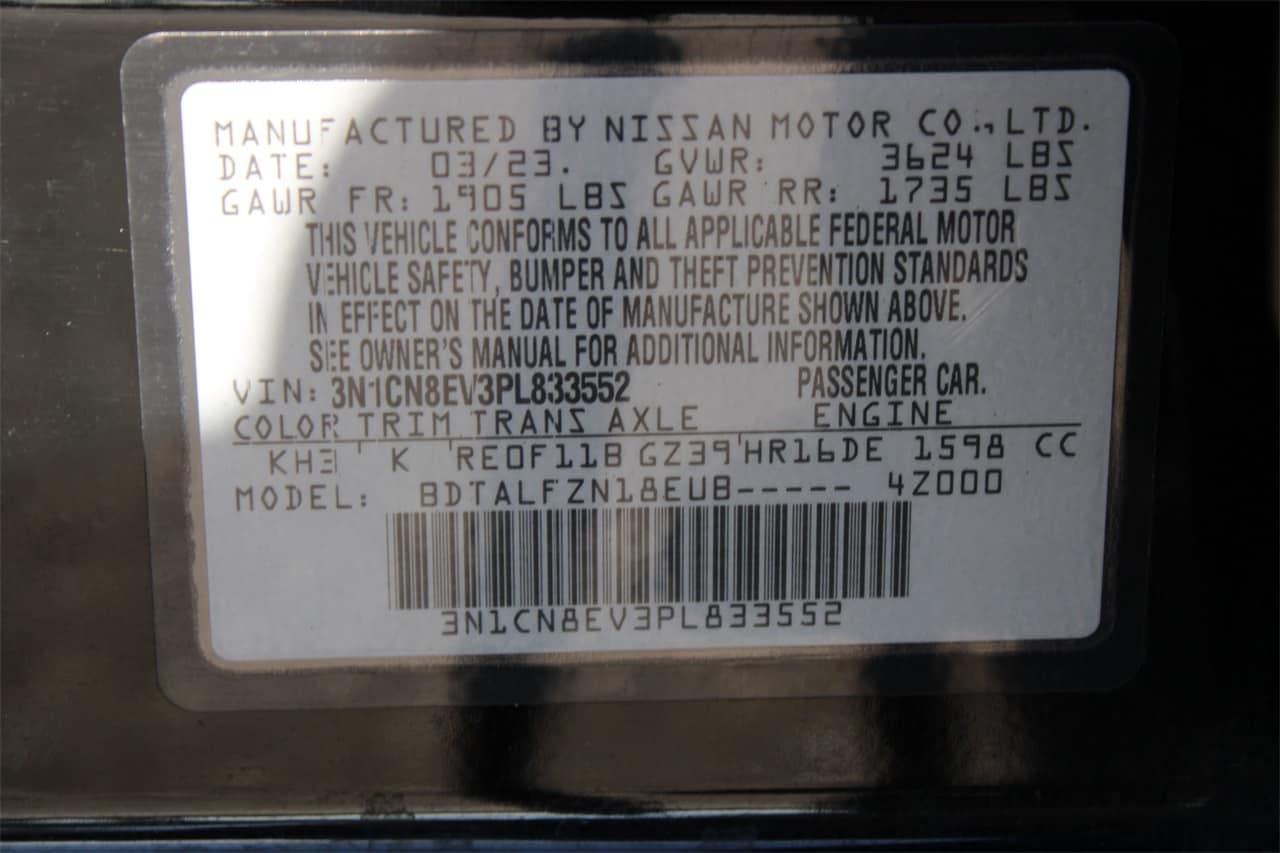 MANUFACTURED BY NISSAN MOTOR CO., LTD.
DATE: 03/23. GVWR: 3624 LBS
GAWR FR: 1905 LBS GAWR RR: 1735 LBS
THIS VEHICLE CONFORMS TO ALL APPLICABLE FEDERAL MOTOR
VEHICLE SAFETY, BUMPER AND THEFT PREVENTION STANDARDS
IN EFFECT ON THE DATE OF MANUFACTURE SHOWN ABOVE.
SEE OWNER'S MANUAL FOR ADDITIONAL INFORMATION.
VIN: 3N1CN8EV3PL833552 PASSENGER CAR.
COLOR TRIM TRANS AXLE ENGINE
KH3 K RE0F11B GZ39 HR16DE 1598 CC
MODEL: BDTALFZN18EUB----- 4Z000
3N1CN8EV3PL833552